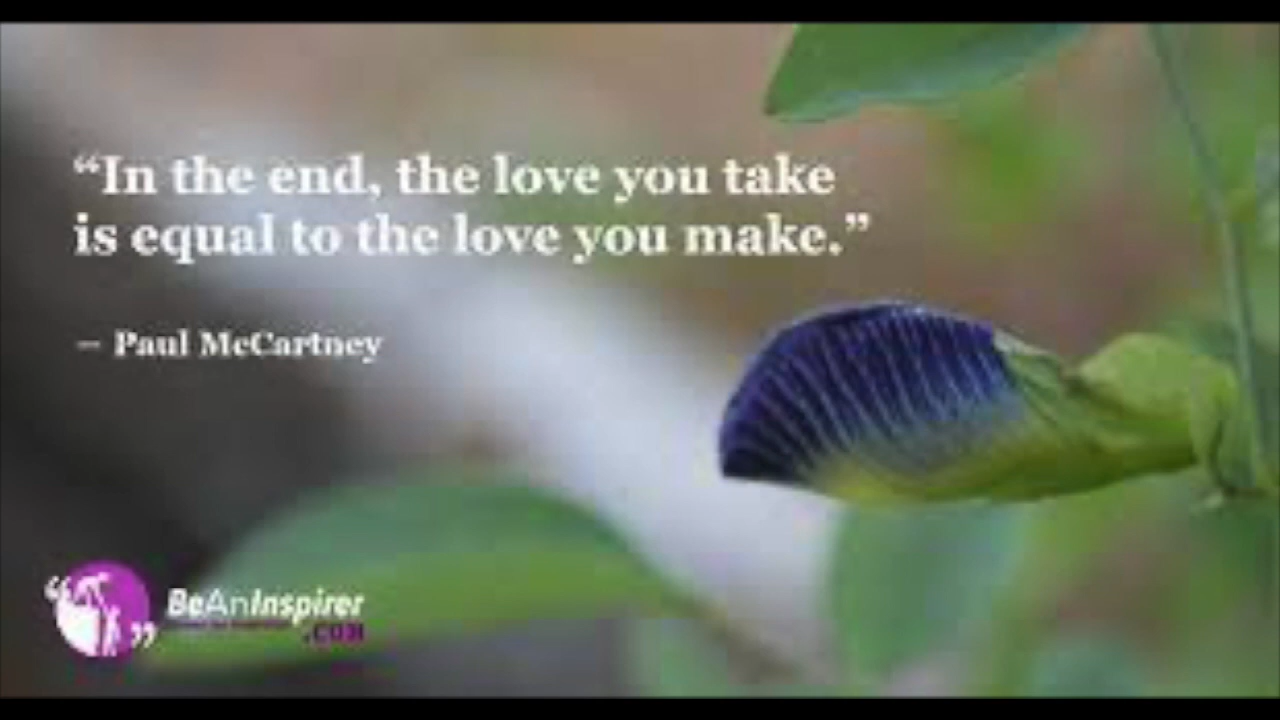 “In the end, the love you take
is equal to the love you make.”
– Paul McCartney
BeAnInspirer
.COM